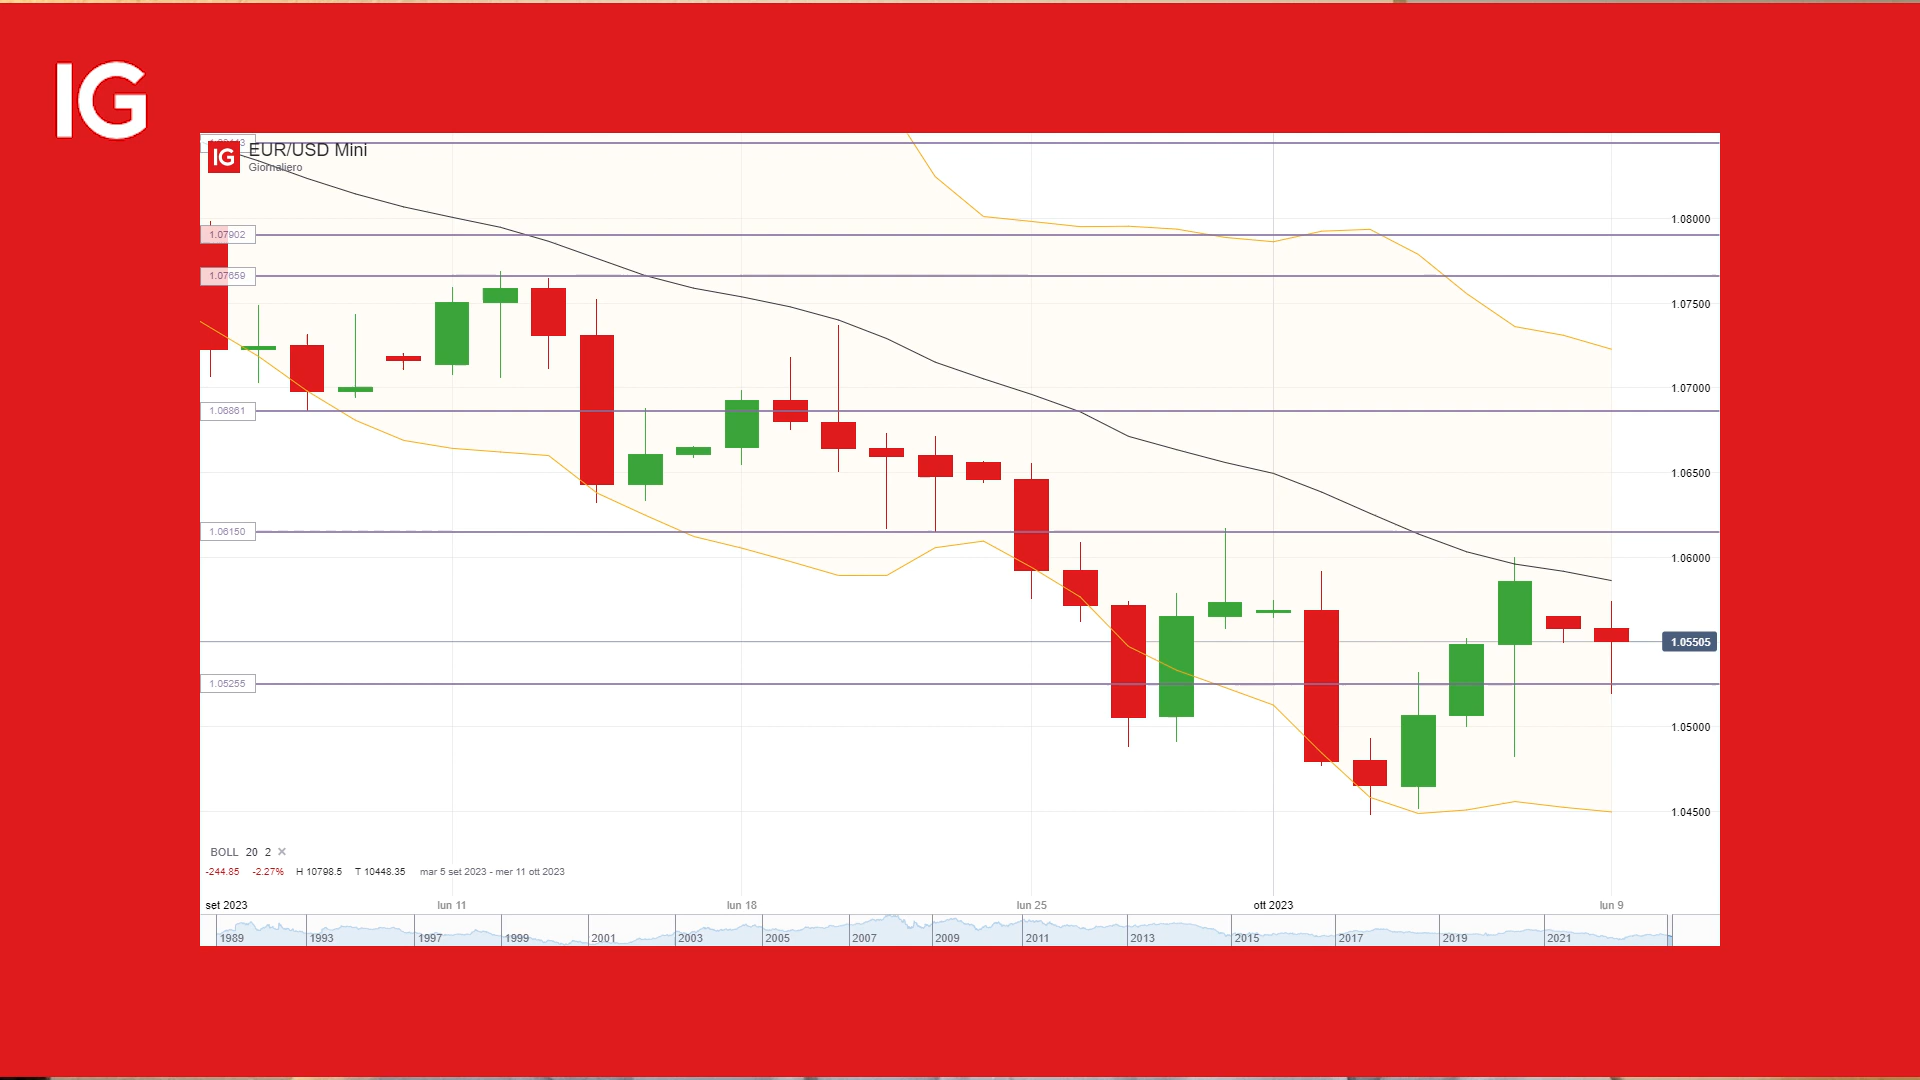 IG
IG
EUR/USD Mini
Giornaliero
1.08000
1.07902
1.07659
1.07500
1.07000
1.06861
1.06500
1.06150
1.06000
1.05505
1.05255
1.05000
1.04500
BOLL 20 2 ✕
-244.85 -2.27% H 10798.5 T 10448.35 mar 5 set 2023 - mer 11 ott 2023
set 2023 lun 11 lun 18 lun 25 ott 2023 lun 9
1989 1993 1997 1999 2001 2003 2005 2007 2009 2011 2013 2015 2017 2019 2021